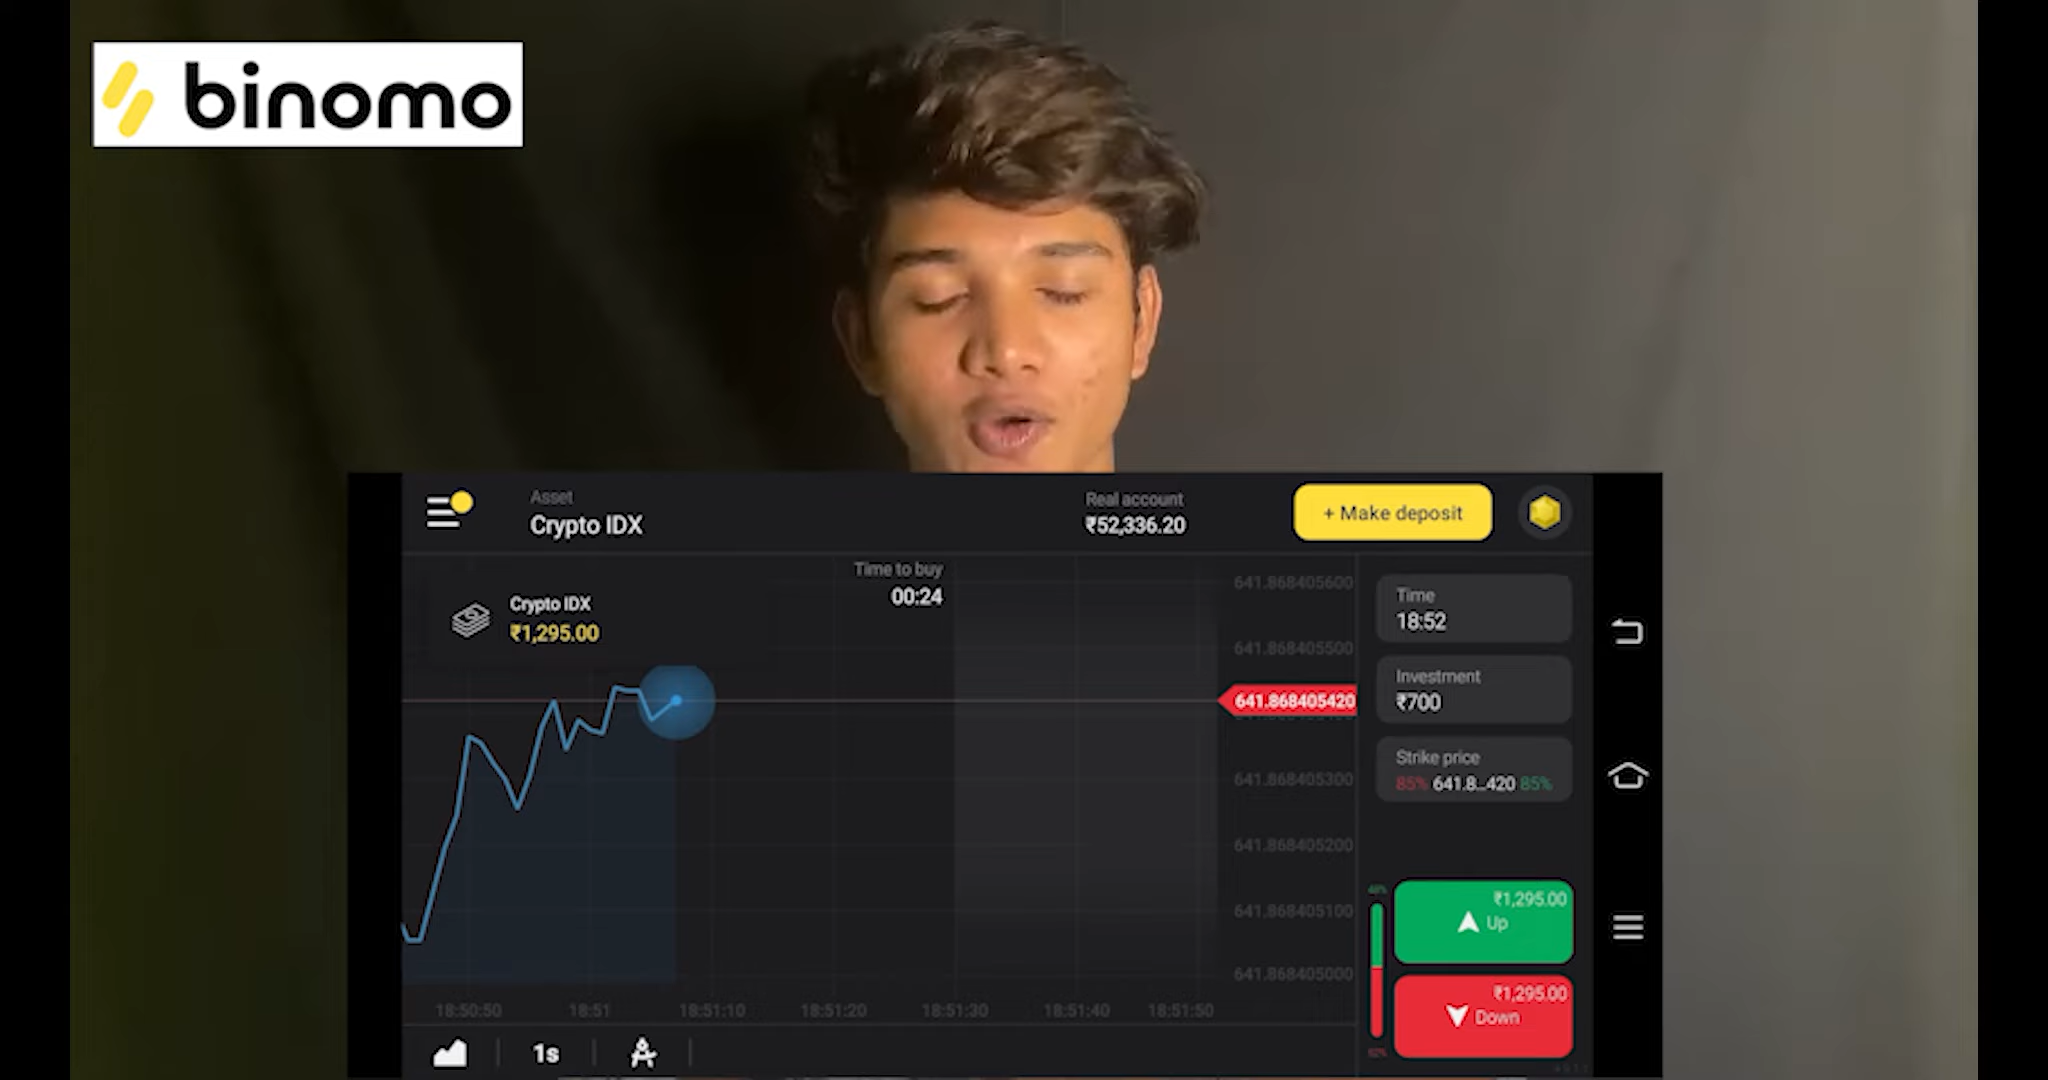 binomo
Asset
Crypto IDX
Real account
₹52,336.20
+ Make deposit
Time to buy
00:24
Crypto IDX
₹1,295.00
641.868405600
641.868405500
641.868405420
641.868405300
641.868405200
641.868405100
641.868405000
18:50:50
18:51
18:51:10
18:51:20
18:51:30
18:51:40
18:51:50
1s
Time
18:52
Investment
₹700
Strike price
85% 641.8...420 85%
₹1,295.00
Up
₹1,295.00
Down